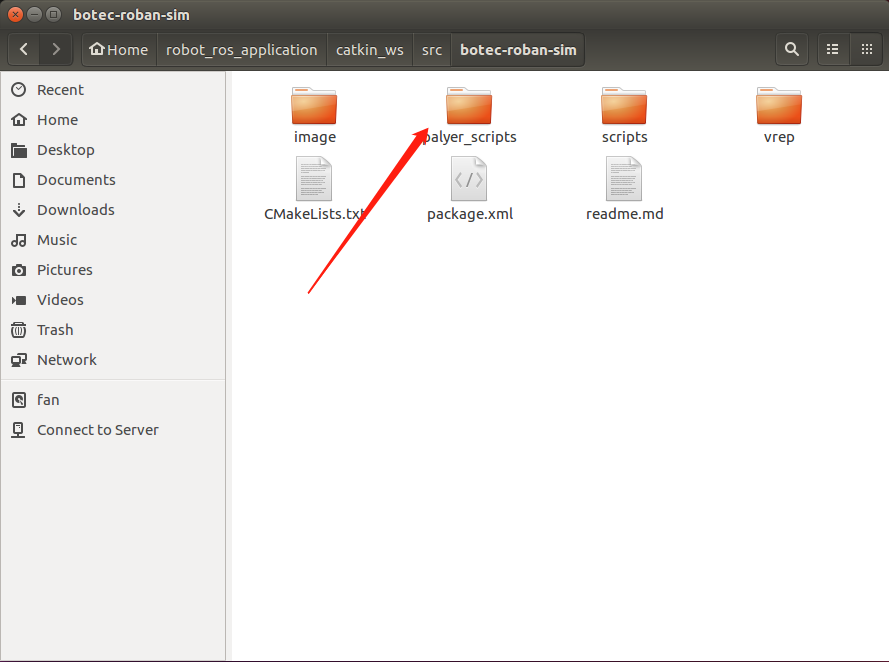 botec-roban-sim
Home robot_ros_application catkin_ws src botec-roban-sim
Recent
Home
Desktop
Documents
Downloads
Music
Pictures
Videos
Trash
Network
fan
Connect to Server
image palyer_scripts scripts vrep
CMakeLists.txt package.xml readme.md